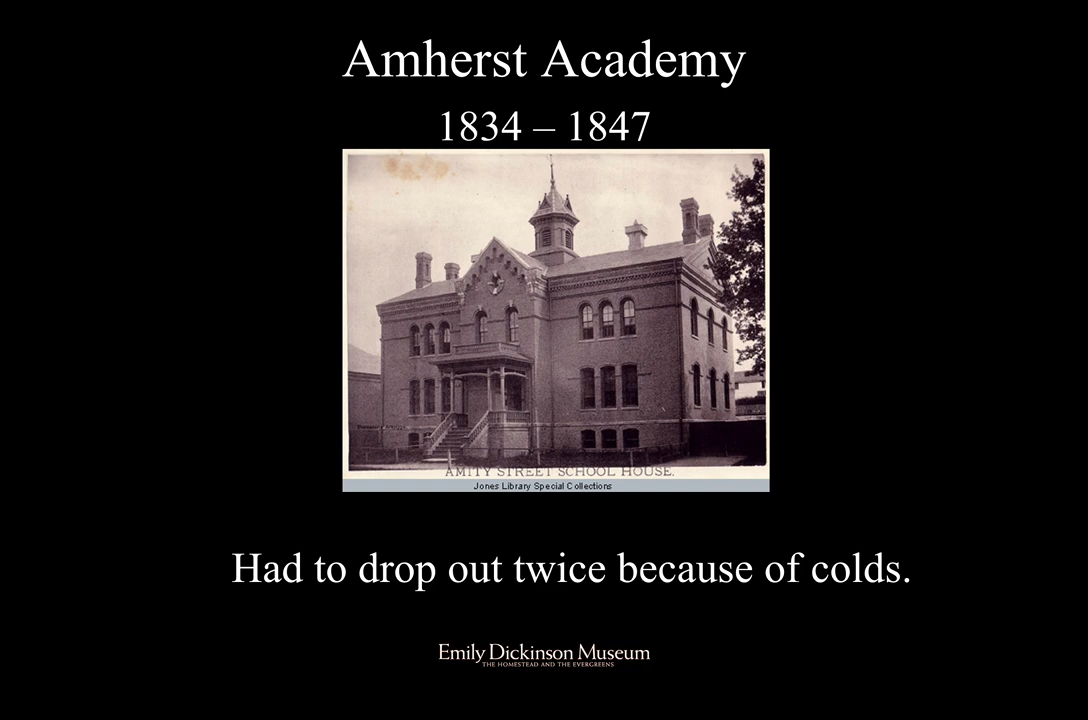 Amherst Academy
1834 – 1847
AMITY STREET SCHOOL HOUSE.
Jones Library Special Collections
Had to drop out twice because of colds.
Emily Dickinson Museum
THE HOMESTEAD AND THE EVERGREENS